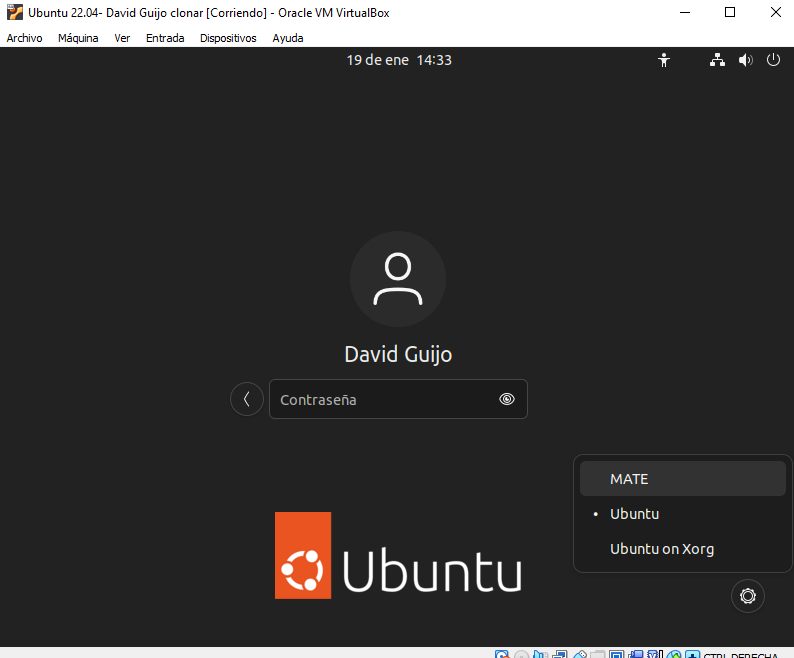 Ubuntu 22.04- David Guijo clonar [Corriendo] - Oracle VM VirtualBox
Archivo Máquina Ver Entrada Dispositivos Ayuda
19 de ene 14:33
David Guijo
Contraseña
MATE
Ubuntu
Ubuntu on Xorg
Ubuntu
CTRL DERECHA